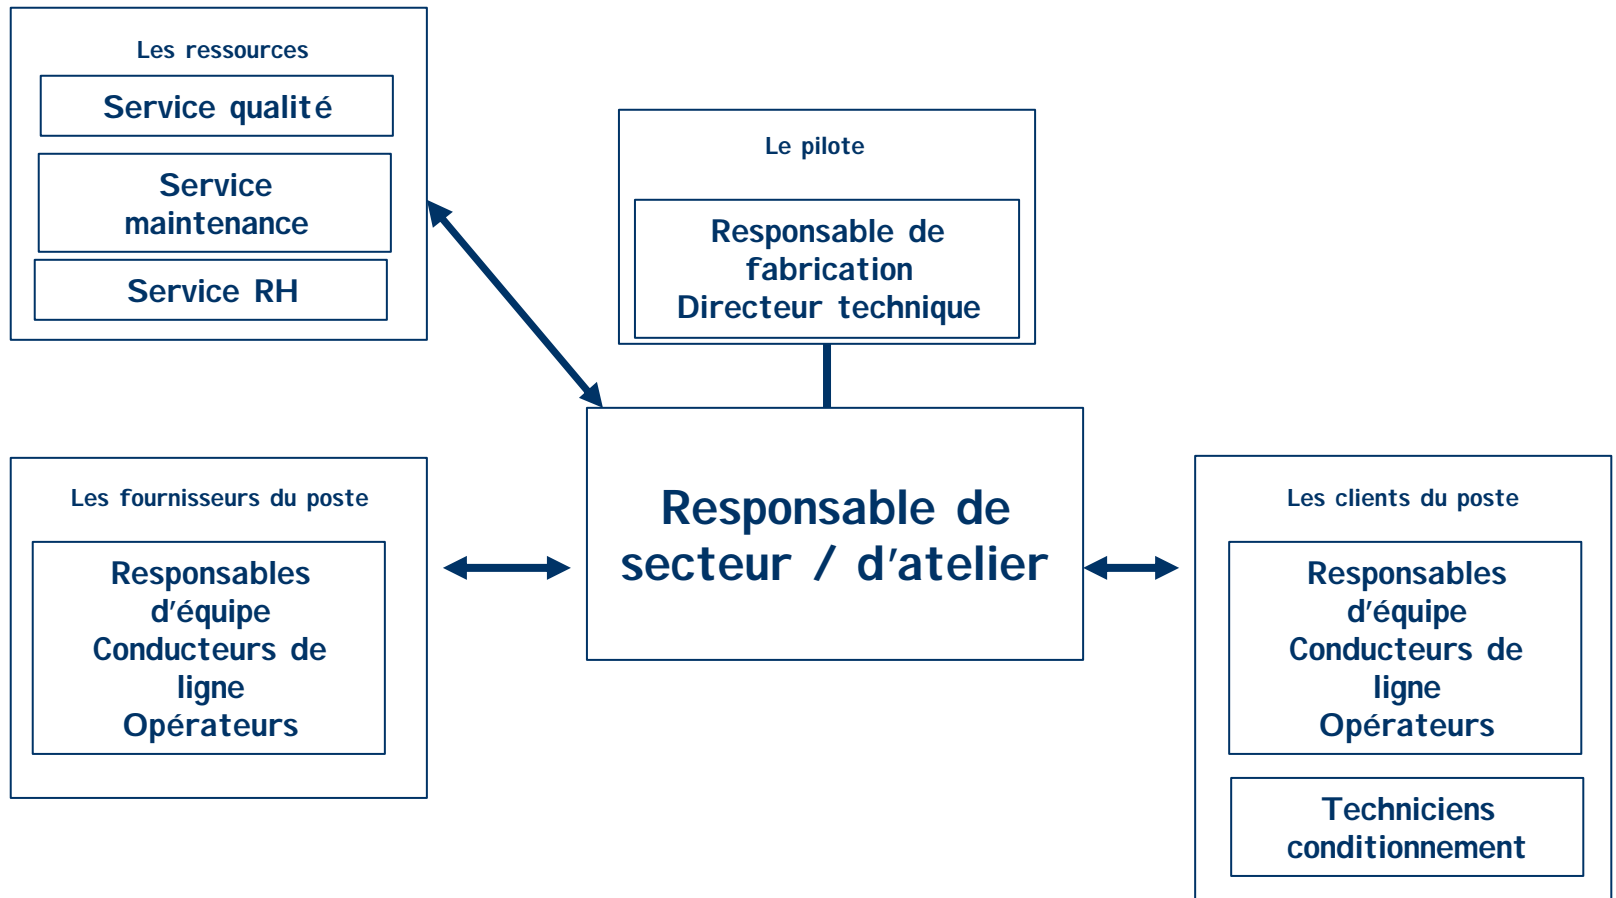 Les ressources
Service qualité
Service
maintenance
Service RH
Le pilote
Responsable de
fabrication
Directeur technique
Responsable de
secteur / d'atelier
Les fournisseurs du poste
Responsables
d'équipe
Conducteurs de
ligne
Opérateurs
Les clients du poste
Responsables
d'équipe
Conducteurs de
ligne
Opérateurs
Techniciens
conditionnement